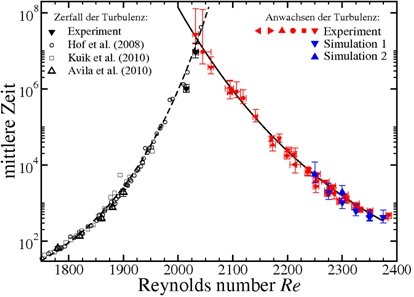 Zerfall der Turbulenz:
Experiment
Hof et al. (2008)
Kuik et al. (2010)
Avila et al. (2010)
Anwachsen der Turbulenz:
Experiment
Simulation 1
Simulation 2
mittlere Zeit
10^8
10^6
10^4
10^2
1800 1900 2000 2100 2200 2300 2400
Reynolds number Re